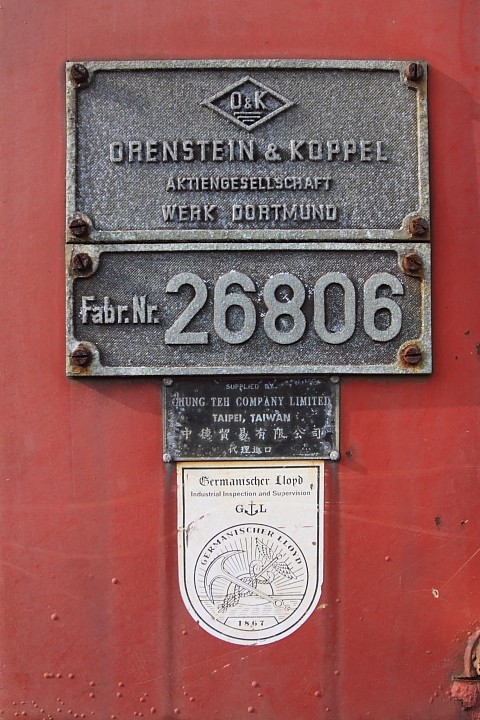 O&K
ORENSTEIN & KOPPEL
AKTIENGESELLSCHAFT
WERK DORTMUND
Fabr. Nr. 26806
SUPPLIED BY
CHUNG TEH COMPANY LIMITED
TAIPEI, TAIWAN
中德貿易有限公司
代理進口
Germanischer Lloyd
Industrial Inspection and Supervision
G L
GERMANISCHER LLOYD
1867